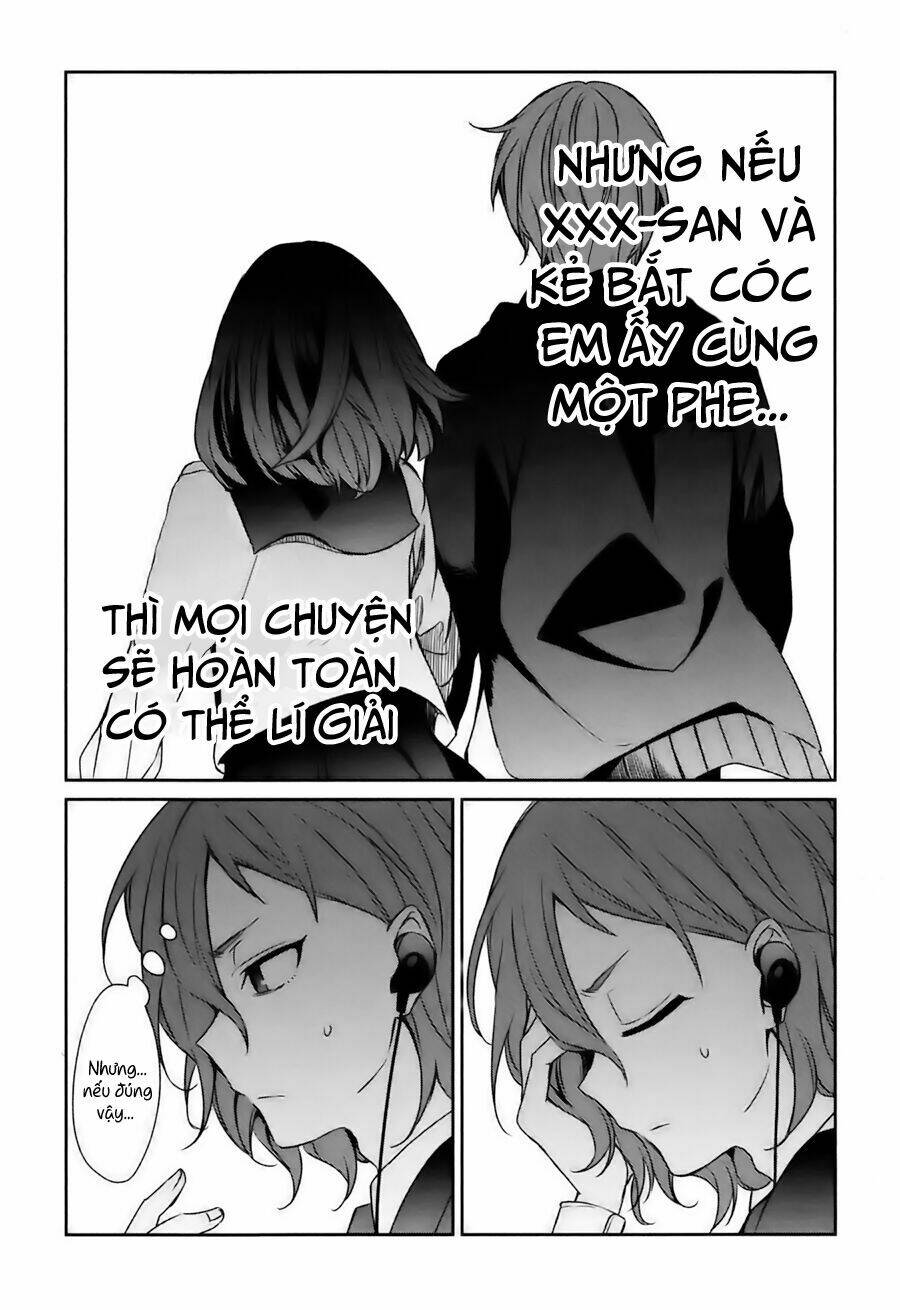 NHƯNG NẾU
XXX-SAN VÀ
KẺ BẮT CÓC
EM ẤY CÙNG
MỘT PHE...
THÌ MỌI CHUYỆN
SẼ HOÀN TOÀN
CÓ THỂ LÍ GIẢI
Nhưng...
nếu đúng
vậy...